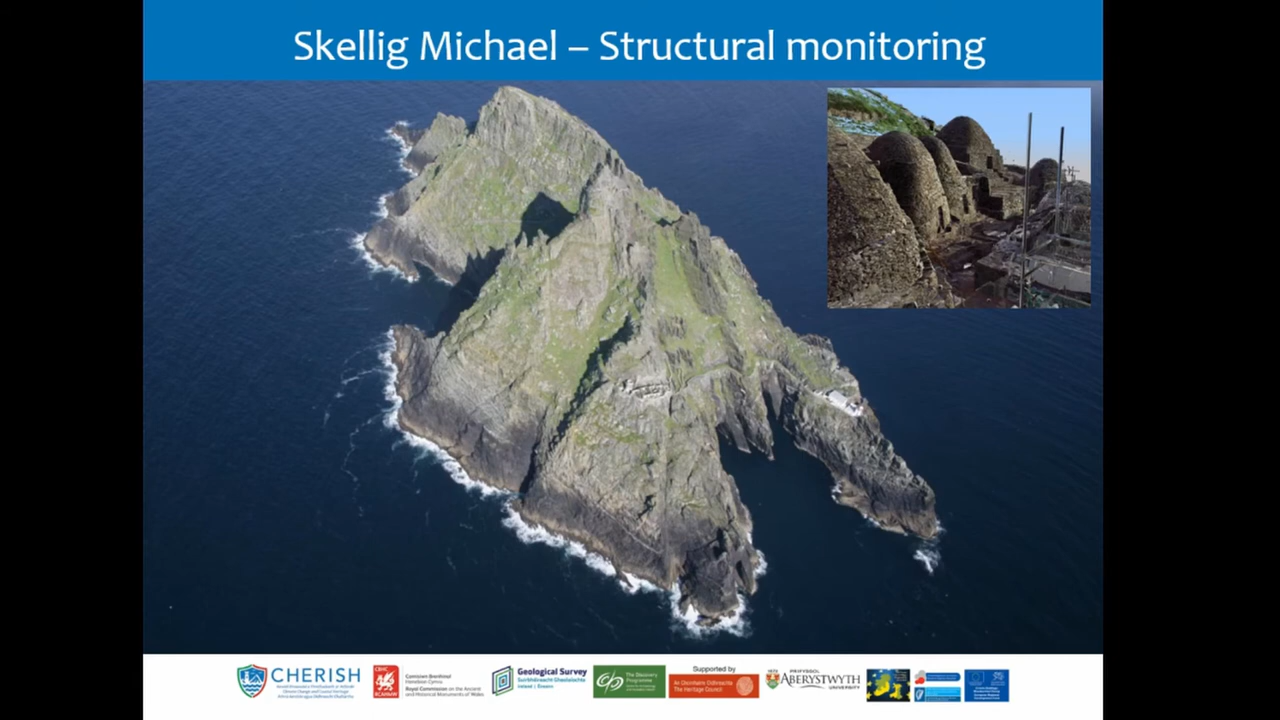 Skellig Michael – Structural monitoring
CHERISH
CBHC
RCAHMW
Comisiwn Brenhinol
Henebion Cymru
Royal Commission on the Ancient
and Historical Monuments of Wales
Geological Survey
Suirbhéireacht Gheolaíochta
Ireland | Éireann
The Discovery
Programme
Supported by
An Chomhairle Oidhreachta
The Heritage Council
PRIFYSGOL
ABERYSTWYTH
UNIVERSITY